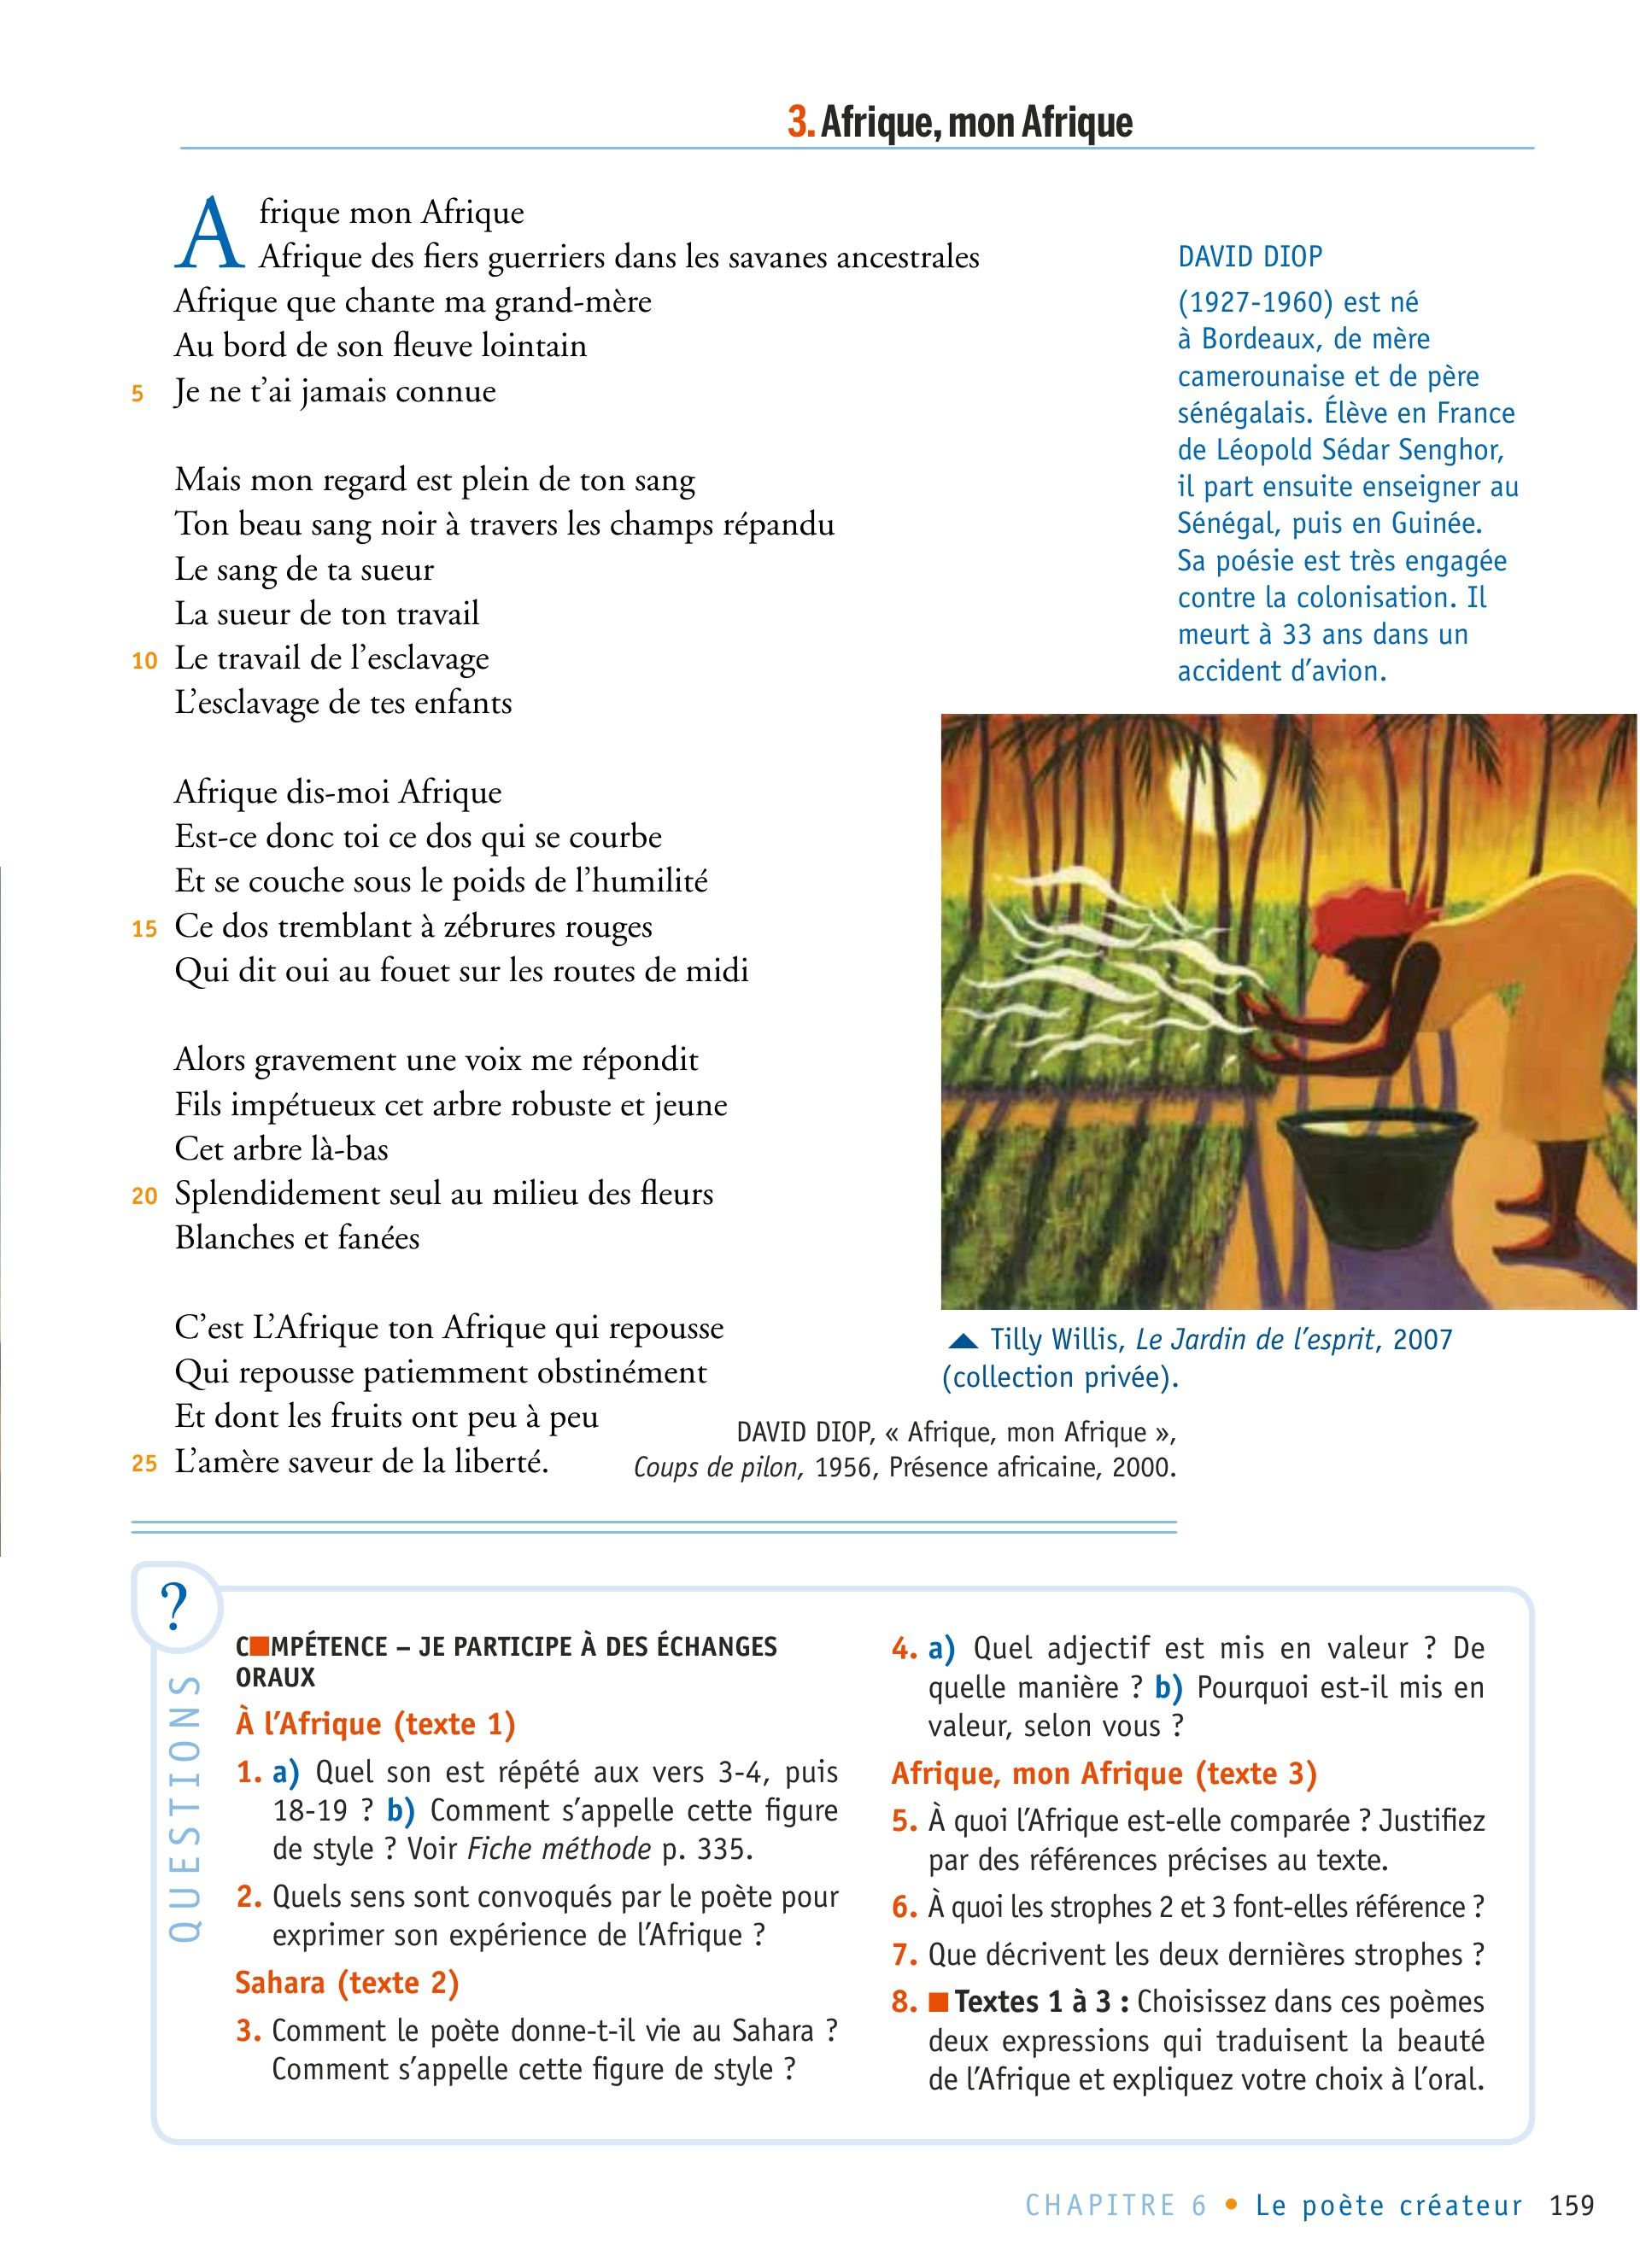 3. Afrique, mon Afrique
Afrique mon Afrique
Afrique des fiers guerriers dans les savanes ancestrales
Afrique que chante ma grand-mère
Au bord de son fleuve lointain
5 Je ne t’ai jamais connue
Mais mon regard est plein de ton sang
Ton beau sang noir à travers les champs répandu
Le sang de ta sueur
La sueur de ton travail
10 Le travail de l’esclavage
L’esclavage de tes enfants
Afrique dis-moi Afrique
Est-ce donc toi ce dos qui se courbe
Et se couche sous le poids de l’humilité
15 Ce dos tremblant à zébrures rouges
Qui dit oui au fouet sur les routes de midi
Alors gravement une voix me répondit
Fils impétueux cet arbre robuste et jeune
Cet arbre là-bas
20 Splendidement seul au milieu des fleurs
Blanches et fanées
C’est L’Afrique ton Afrique qui repousse
Qui repousse patiemment obstinément
Et dont les fruits ont peu à peu
25 L’amère saveur de la liberté.
DAVID DIOP, « Afrique, mon Afrique »,
Coups de pilon, 1956, Présence africaine, 2000.
DAVID DIOP
(1927-1960) est né
à Bordeaux, de mère
camerounaise et de père
sénégalais. Élève en France
de Léopold Sédar Senghor,
il part ensuite enseigner au
Sénégal, puis en Guinée.
Sa poésie est très engagée
contre la colonisation. Il
meurt à 33 ans dans un
accident d’avion.
Tilly Willis, Le Jardin de l’esprit, 2007
(collection privée).
?
QUESTIONS
C■MPÉTENCE – JE PARTICIPE À DES ÉCHANGES
ORAUX
À l’Afrique (texte 1)
1. a) Quel son est répété aux vers 3-4, puis
18-19 ? b) Comment s’appelle cette figure
de style ? Voir Fiche méthode p. 335.
2. Quels sens sont convoqués par le poète pour
exprimer son expérience de l’Afrique ?
Sahara (texte 2)
3. Comment le poète donne-t-il vie au Sahara ?
Comment s’appelle cette figure de style ?
4. a) Quel adjectif est mis en valeur ? De
quelle manière ? b) Pourquoi est-il mis en
valeur, selon vous ?
Afrique, mon Afrique (texte 3)
5. À quoi l’Afrique est-elle comparée ? Justifiez
par des références précises au texte.
6. À quoi les strophes 2 et 3 font-elles référence ?
7. Que décrivent les deux dernières strophes ?
8. ■ Textes 1 à 3 : Choisissez dans ces poèmes
deux expressions qui traduisent la beauté
de l’Afrique et expliquez votre choix à l’oral.
CHAPITRE 6 • Le poète créateur 159